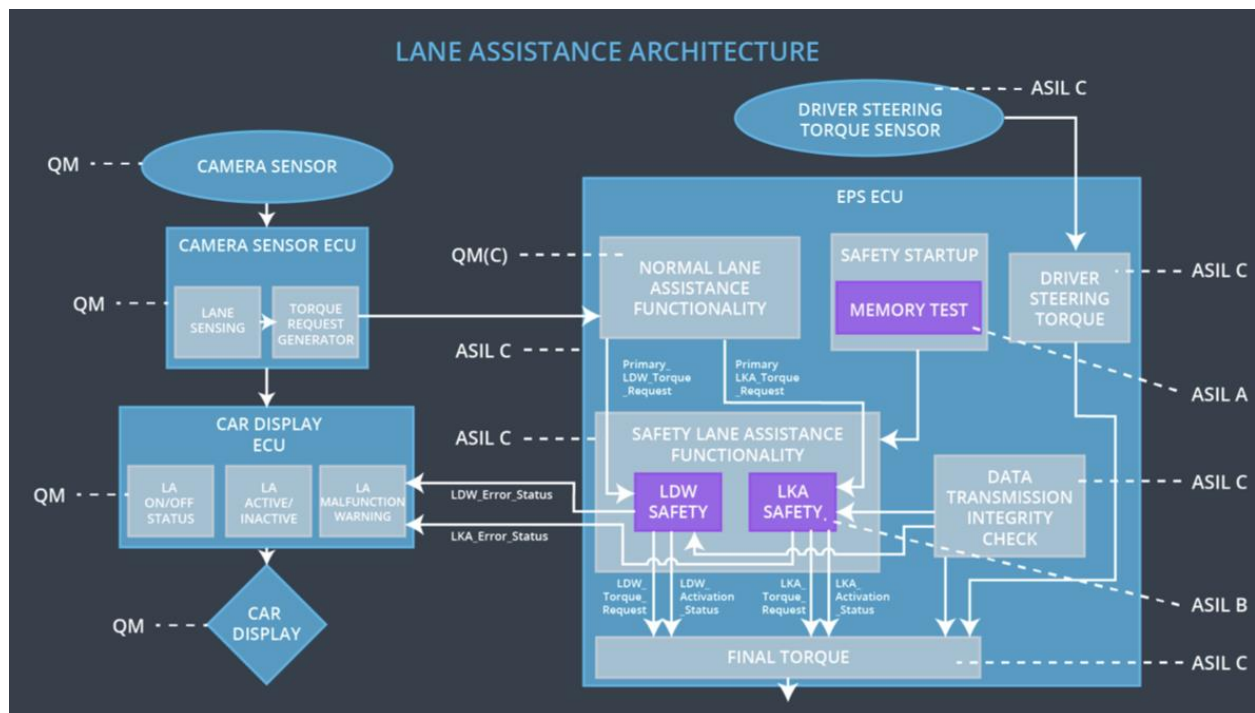 LANE ASSISTANCE ARCHITECTURE
ASIL C
DRIVER STEERING
TORQUE SENSOR
QM
CAMERA SENSOR
EPS ECU
CAMERA SENSOR ECU
QM
LANE
SENSING
TORQUE
REQUEST
GENERATOR
QM(C)
NORMAL LANE
ASSISTANCE
FUNCTIONALITY
SAFETY STARTUP
MEMORY TEST
DRIVER
STEERING
TORQUE
ASIL C
ASIL C
Primary_
LDW_Torque
_Request
Primary
LKA_Torque
_Request
ASIL A
CAR DISPLAY
ECU
QM
LA
ON/OFF
STATUS
LA
ACTIVE/
INACTIVE
LA
MALFUNCTION
WARNING
ASIL C
SAFETY LANE ASSISTANCE
FUNCTIONALITY
LDW
SAFETY
LKA
SAFETY
DATA
TRANSMISSION
INTEGRITY
CHECK
ASIL C
LDW_Error_Status
LKA_Error_Status
LDW_
Torque_
Request
LDW_
Activation
_Status
LKA_
Torque_
Request
LKA_
Activation
_Status
ASIL B
QM
CAR
DISPLAY
FINAL TORQUE
ASIL C